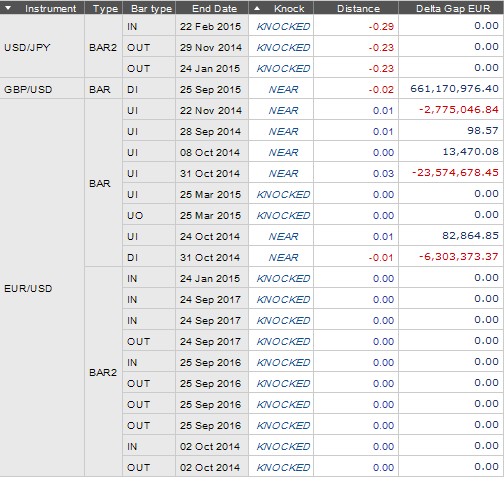 Instrument Type Bar type End Date Knock Distance Delta Gap EUR
USD/JPY BAR2 IN 22 Feb 2015 KNOCKED -0.29 0.00
OUT 29 Nov 2014 KNOCKED -0.23 0.00
OUT 24 Jan 2015 KNOCKED -0.23 0.00
GBP/USD BAR DI 25 Sep 2015 NEAR -0.02 661,170,976.40
EUR/USD BAR UI 22 Nov 2014 NEAR 0.01 -2,775,046.84
UI 28 Sep 2014 NEAR 0.01 98.57
UI 08 Oct 2014 NEAR 0.00 13,470.08
UI 31 Oct 2014 NEAR 0.03 -23,574,678.45
UI 25 Mar 2015 KNOCKED 0.00 0.00
UO 25 Mar 2015 KNOCKED 0.00 0.00
UI 24 Oct 2014 NEAR 0.01 82,864.85
DI 31 Oct 2014 NEAR -0.01 -6,303,373.37
BAR2 IN 24 Jan 2015 KNOCKED 0.00 0.00
IN 24 Sep 2017 KNOCKED 0.00 0.00
IN 24 Sep 2017 KNOCKED 0.00 0.00
OUT 24 Sep 2017 KNOCKED 0.00 0.00
IN 25 Sep 2016 KNOCKED 0.00 0.00
OUT 25 Sep 2016 KNOCKED 0.00 0.00
OUT 25 Sep 2016 KNOCKED 0.00 0.00
OUT 25 Sep 2016 KNOCKED 0.00 0.00
IN 02 Oct 2014 KNOCKED 0.00 0.00
OUT 02 Oct 2014 KNOCKED 0.00 0.00